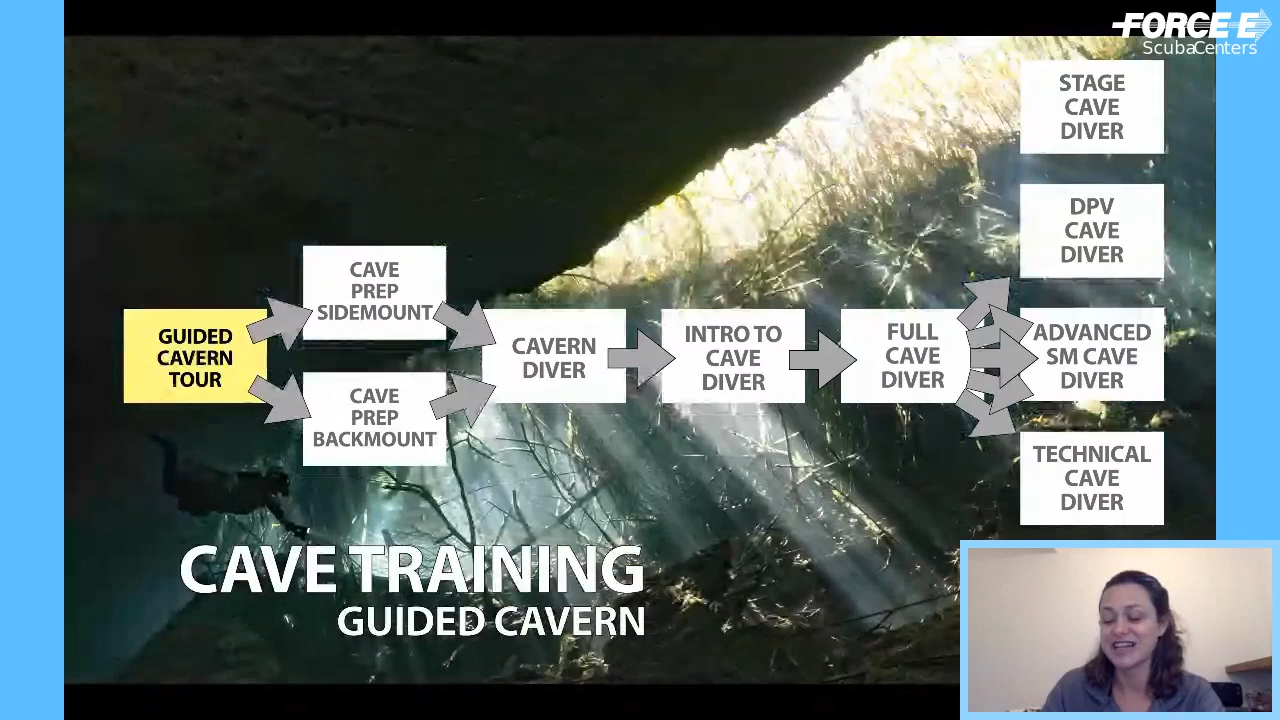 FORCE-E
ScubaCenters
STAGE
CAVE
DIVER
DPV
CAVE
DIVER
CAVE
PREP
SIDEMOUNT
GUIDED
CAVERN
TOUR
CAVE
PREP
BACKMOUNT
CAVERN
DIVER
INTRO TO
CAVE
DIVER
FULL
CAVE
DIVER
ADVANCED
SM CAVE
DIVER
TECHNICAL
CAVE
DIVER
CAVE TRAINING
GUIDED CAVERN